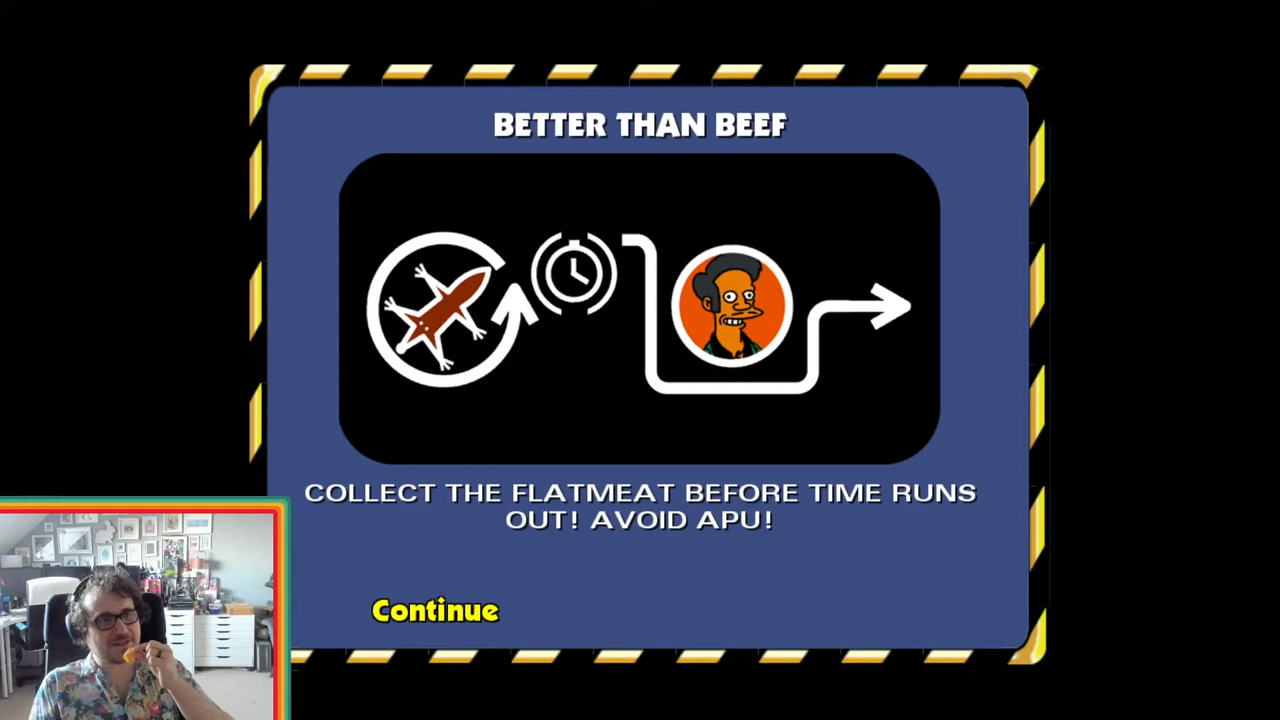 BETTER THAN BEEF
COLLECT THE FLATMEAT BEFORE TIME RUNS
OUT! AVOID APU!
Continue